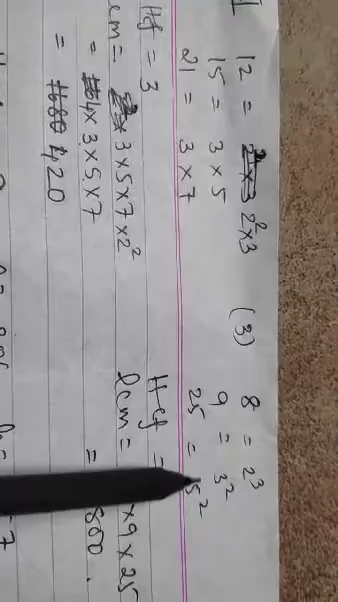 12 = 2² × 3
15 = 3 × 5
21 = 3 × 7
Hcf = 3
cm = 3 × 5 × 7 × 2²
= 4 × 3 × 5 × 7
= 420
(3) 8 = 2³
9 = 3²
25 = 5²
Hcf =
lcm = × 9 × 25
= 800.